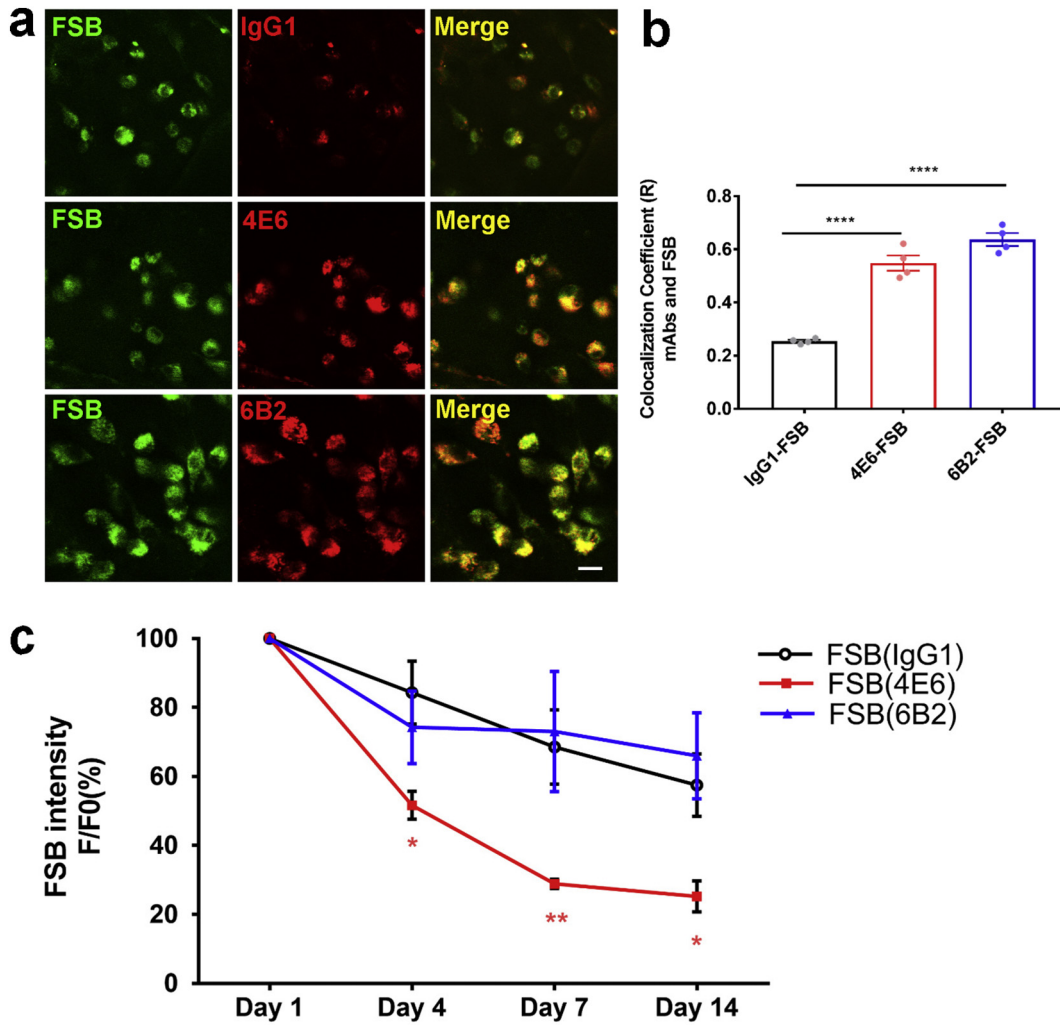 a
FSB
IgG1
Merge
FSB
4E6
Merge
FSB
6B2
Merge
b
Colocalization Coefficient (R)
mAbs and FSB
0.8
0.6
0.4
0.2
0.0
****
****
IgG1-FSB
4E6-FSB
6B2-FSB
c
FSB intensity
F/F0(%)
100
80
60
40
20
0
*
**
*
Day 1
Day 4
Day 7
Day 14
FSB(IgG1)
FSB(4E6)
FSB(6B2)